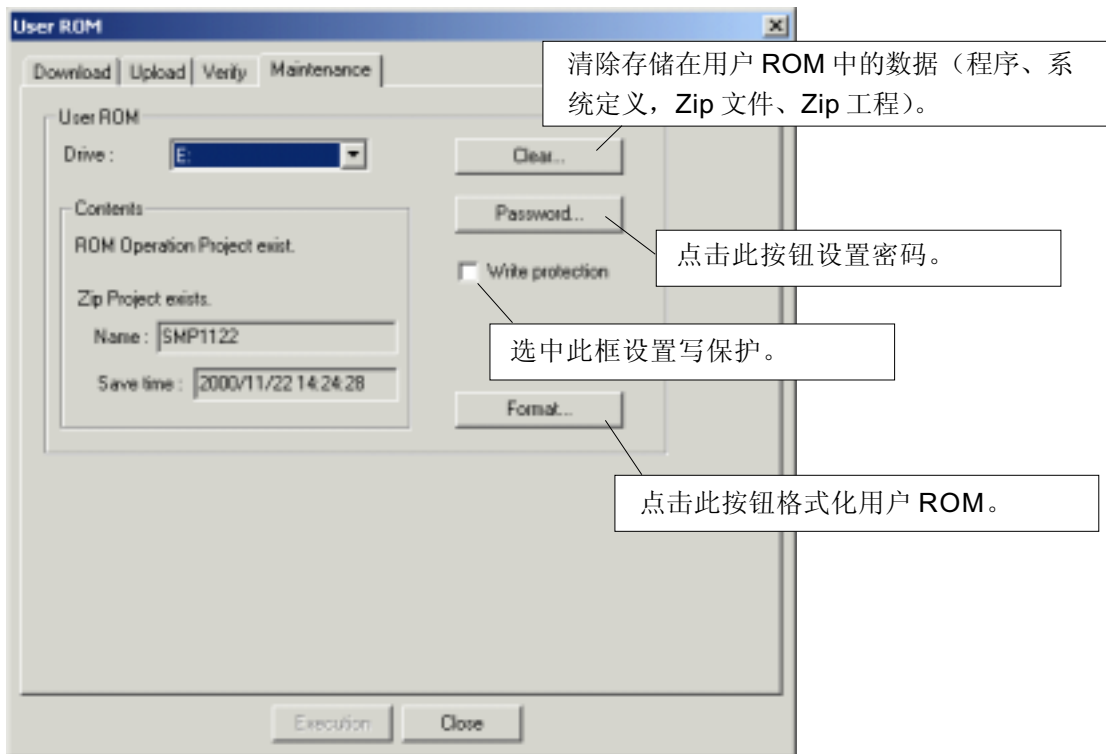 User ROM
清除存储在用户 ROM 中的数据（程序、系
统定义，Zip 文件、Zip 工程）。
Download Upload Verify Maintenance
User ROM
Drive : E:
Clear...
Contents
Password...
ROM Operation Project exist.
点击此按钮设置密码。
Write protection
Zip Project exists.
Name : SMP1122
选中此框设置写保护。
Save time : 2000/11/22 14:24:28
Format...
点击此按钮格式化用户 ROM。
Execution Close